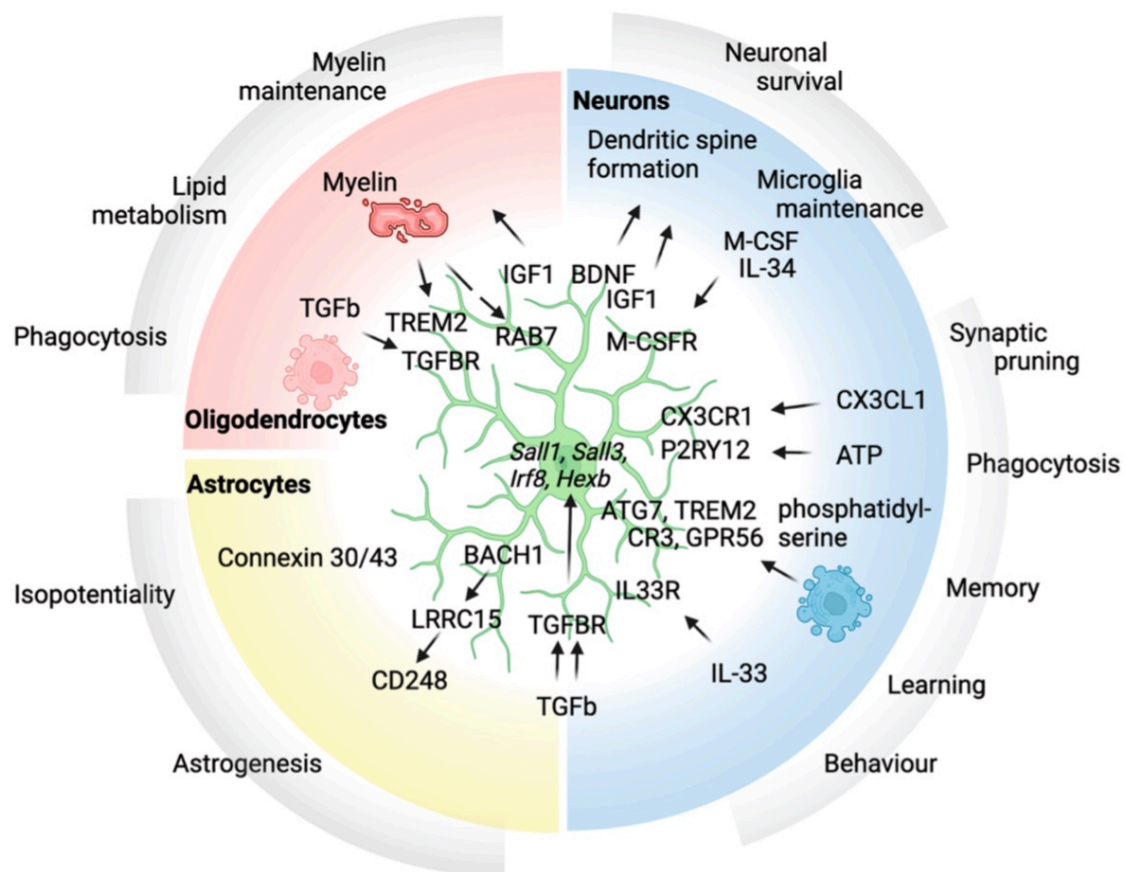 Myelin
maintenance
Neuronal
survival
Neurons
Dendritic spine
formation
Myelin
Microglia
maintenance
Lipid
metabolism
M-CSF
IL-34
IGF1
BDNF
IGF1
TGFb
TREM2
RAB7
M-CSFR
Phagocytosis
TGFBR
Synaptic
pruning
Oligodendrocytes
CX3CR1
CX3CL1
P2RY12
ATP
Sall1, Sall3,
Irf8, Hexb
Phagocytosis
Astrocytes
ATG7, TREM2
CR3, GPR56
phosphatidyl-
serine
Connexin 30/43
BACH1
IL33R
Isopotentiality
Memory
LRRC15
TGFBR
CD248
IL-33
Learning
TGFb
Astrogenesis
Behaviour